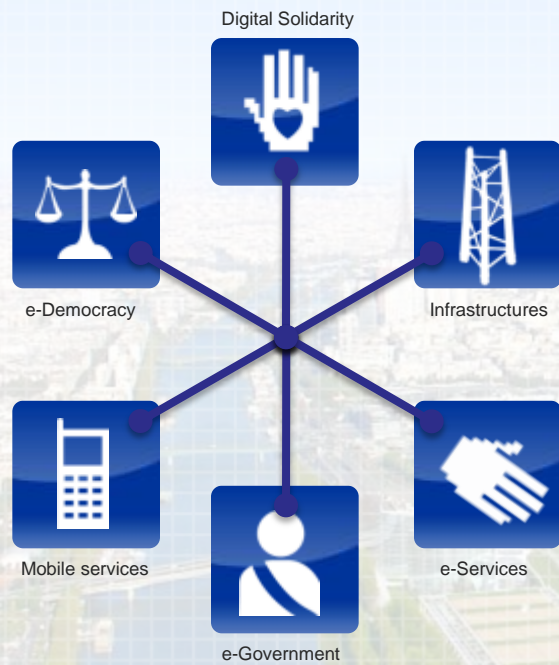 Digital Solidarity
e-Democracy
Infrastructures
Mobile services
e-Services
e-Government